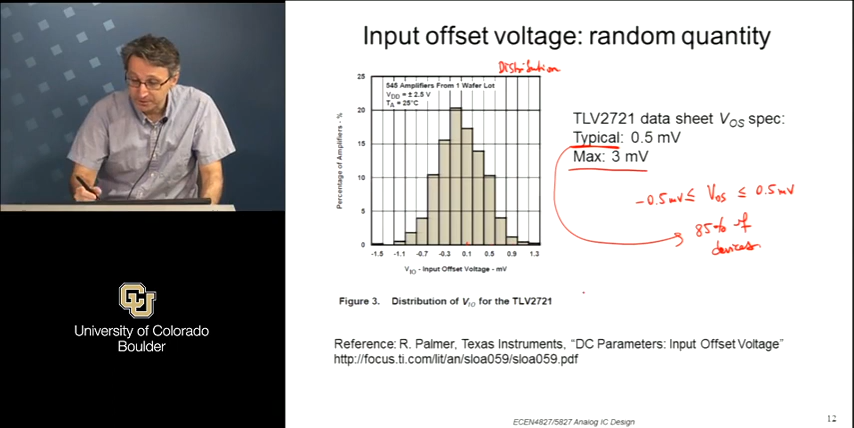 Input offset voltage: random quantity
Distribution
545 Amplifiers From 1 Wafer Lot
VDD = ± 2.5 V
TA = 25°C
25
20
15
10
5
0
Percentage of Amplifiers - %
-1.5 -1.1 -0.7 -0.3 0.1 0.5 0.9 1.3
VIO - Input Offset Voltage - mV
Figure 3. Distribution of VIO for the TLV2721
TLV2721 data sheet VOS spec:
Typical: 0.5 mV
Max: 3 mV
-0.5mV ≤ VOS ≤ 0.5mV
85% of
devices
Reference: R. Palmer, Texas Instruments, “DC Parameters: Input Offset Voltage”
http://focus.ti.com/lit/an/sloa059/sloa059.pdf
CU
University of Colorado
Boulder
ECEN4827/5827 Analog IC Design
12